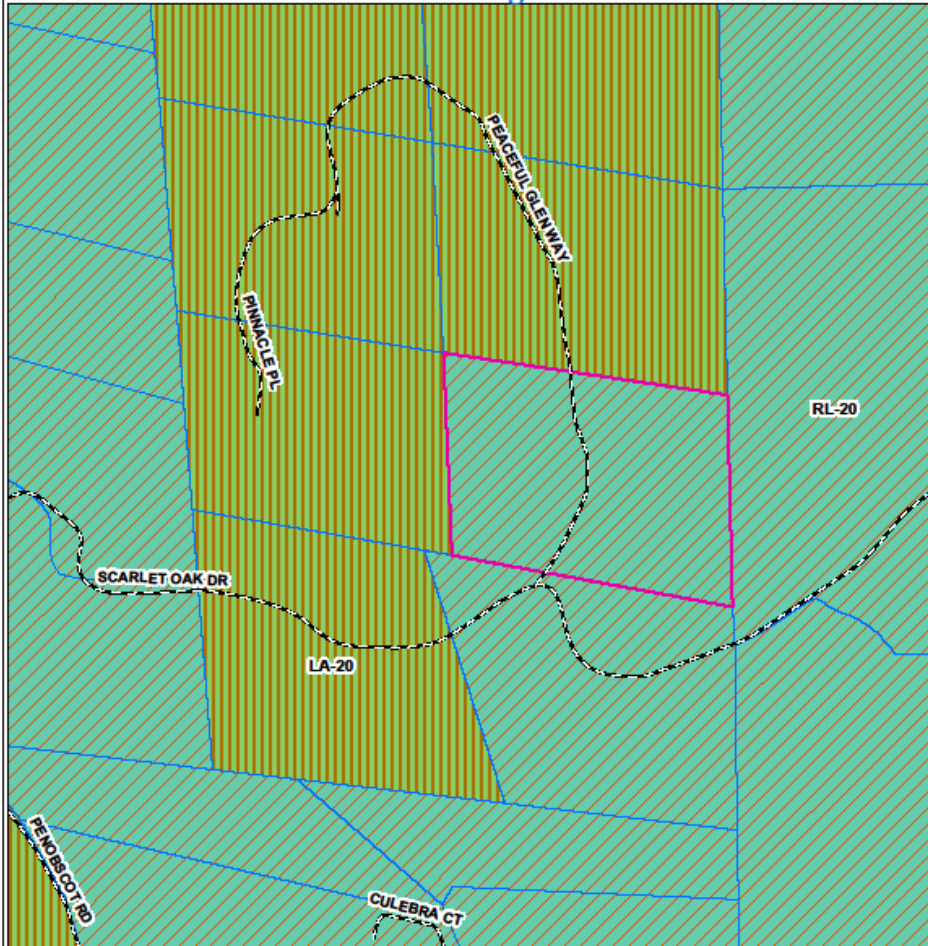 PEACEFUL GLEN WAY
PINNACLE PL
RL-20
SCARLET OAK DR
LA-20
PENOBSCOT RD
CULEBRA CT